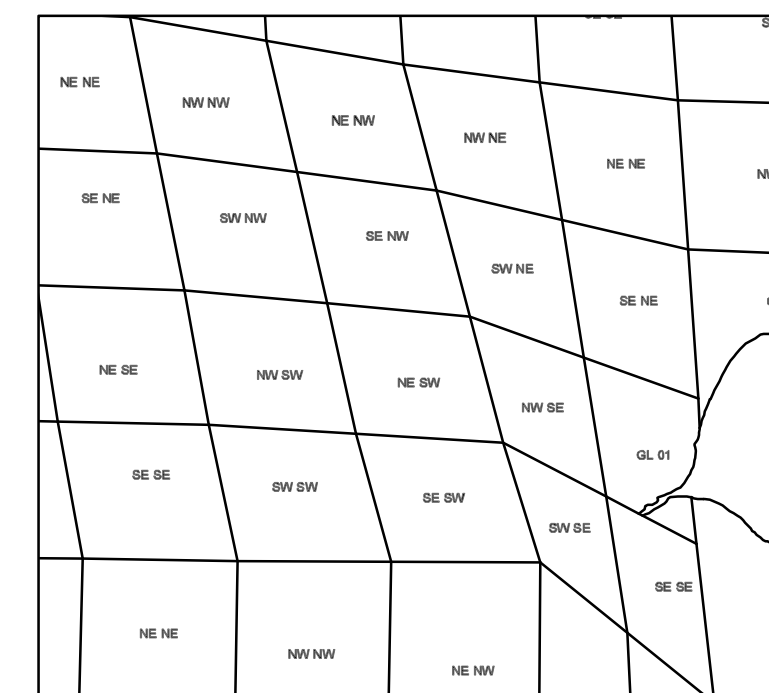 NE NE
NW NW
NE NW
NW NE
NE NE
SE NE
SW NW
SE NW
SW NE
SE NE
NE SE
NW SW
NE SW
NW SE
GL 01
SE SE
SW SW
SE SW
SW SE
SE SE
NE NE
NW NW
NE NW